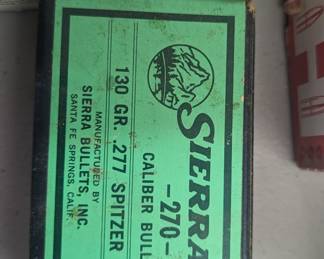 SIERRA
-270-
CALIBER BULL
130 GR. .277 SPITZER
MANUFACTURED BY
SIERRA BULLETS, INC.
SANTA FE SPRINGS, CALIF.